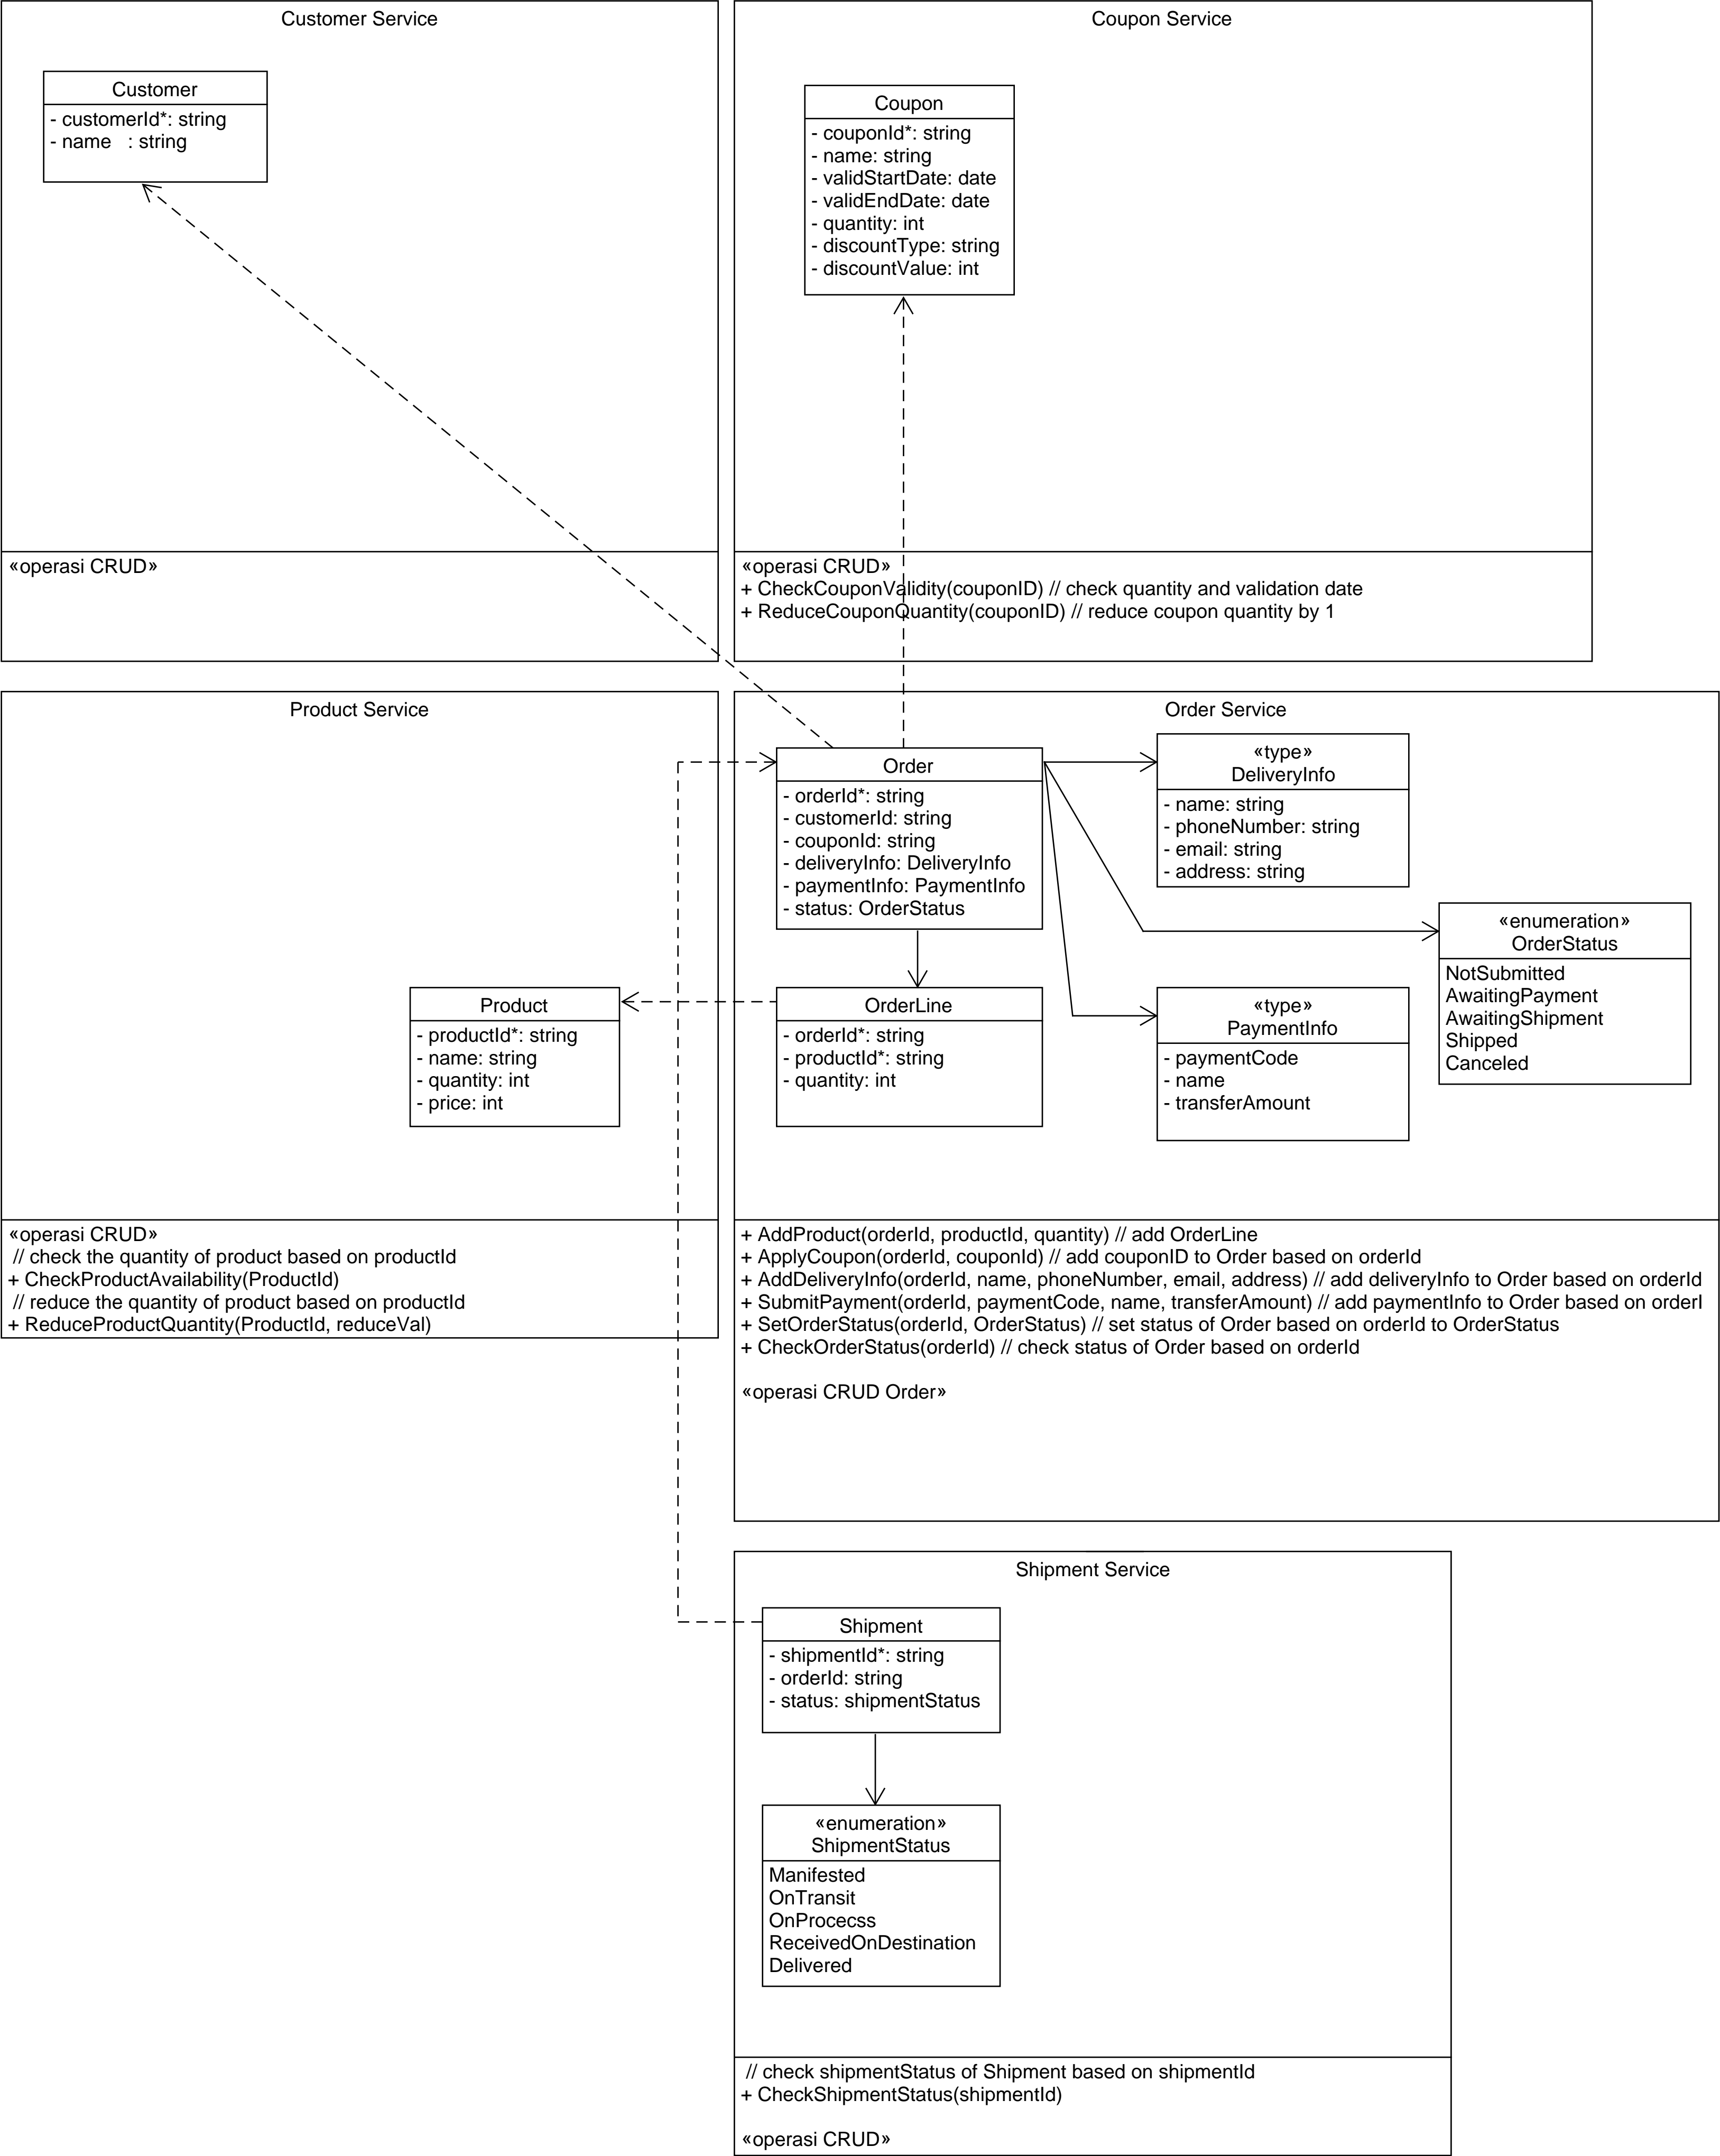 Customer Service
Customer
- customerId*: string
- name   : string
«operasi CRUD»
Coupon Service
Coupon
- couponId*: string
- name: string
- validStartDate: date
- validEndDate: date
- quantity: int
- discountType: string
- discountValue: int
«operasi CRUD»
+ CheckCouponValidity(couponID) // check quantity and validation date
+ ReduceCouponQuantity(couponID) // reduce coupon quantity by 1
Product Service
Product
- productId*: string
- name: string
- quantity: int
- price: int
«operasi CRUD»
// check the quantity of product based on productId
+ CheckProductAvailability(ProductId)
// reduce the quantity of product based on productId
+ ReduceProductQuantity(ProductId, reduceVal)
Order Service
Order
- orderId*: string
- customerId: string
- couponId: string
- deliveryInfo: DeliveryInfo
- paymentInfo: PaymentInfo
- status: OrderStatus
«type»
DeliveryInfo
- name: string
- phoneNumber: string
- email: string
- address: string
«enumeration»
OrderStatus
NotSubmitted
AwaitingPayment
AwaitingShipment
Shipped
Canceled
OrderLine
- orderId*: string
- productId*: string
- quantity: int
«type»
PaymentInfo
- paymentCode
- name
- transferAmount
+ AddProduct(orderId, productId, quantity) // add OrderLine
+ ApplyCoupon(orderId, couponId) // add couponID to Order based on orderId
+ AddDeliveryInfo(orderId, name, phoneNumber, email, address) // add deliveryInfo to Order based on orderId
+ SubmitPayment(orderId, paymentCode, name, transferAmount) // add paymentInfo to Order based on orderI
+ SetOrderStatus(orderId, OrderStatus) // set status of Order based on orderId to OrderStatus
+ CheckOrderStatus(orderId) // check status of Order based on orderId
«operasi CRUD Order»
Shipment Service
Shipment
- shipmentId*: string
- orderId: string
- status: shipmentStatus
«enumeration»
ShipmentStatus
Manifested
OnTransit
OnProcecss
ReceivedOnDestination
Delivered
// check shipmentStatus of Shipment based on shipmentId
+ CheckShipmentStatus(shipmentId)
«operasi CRUD»